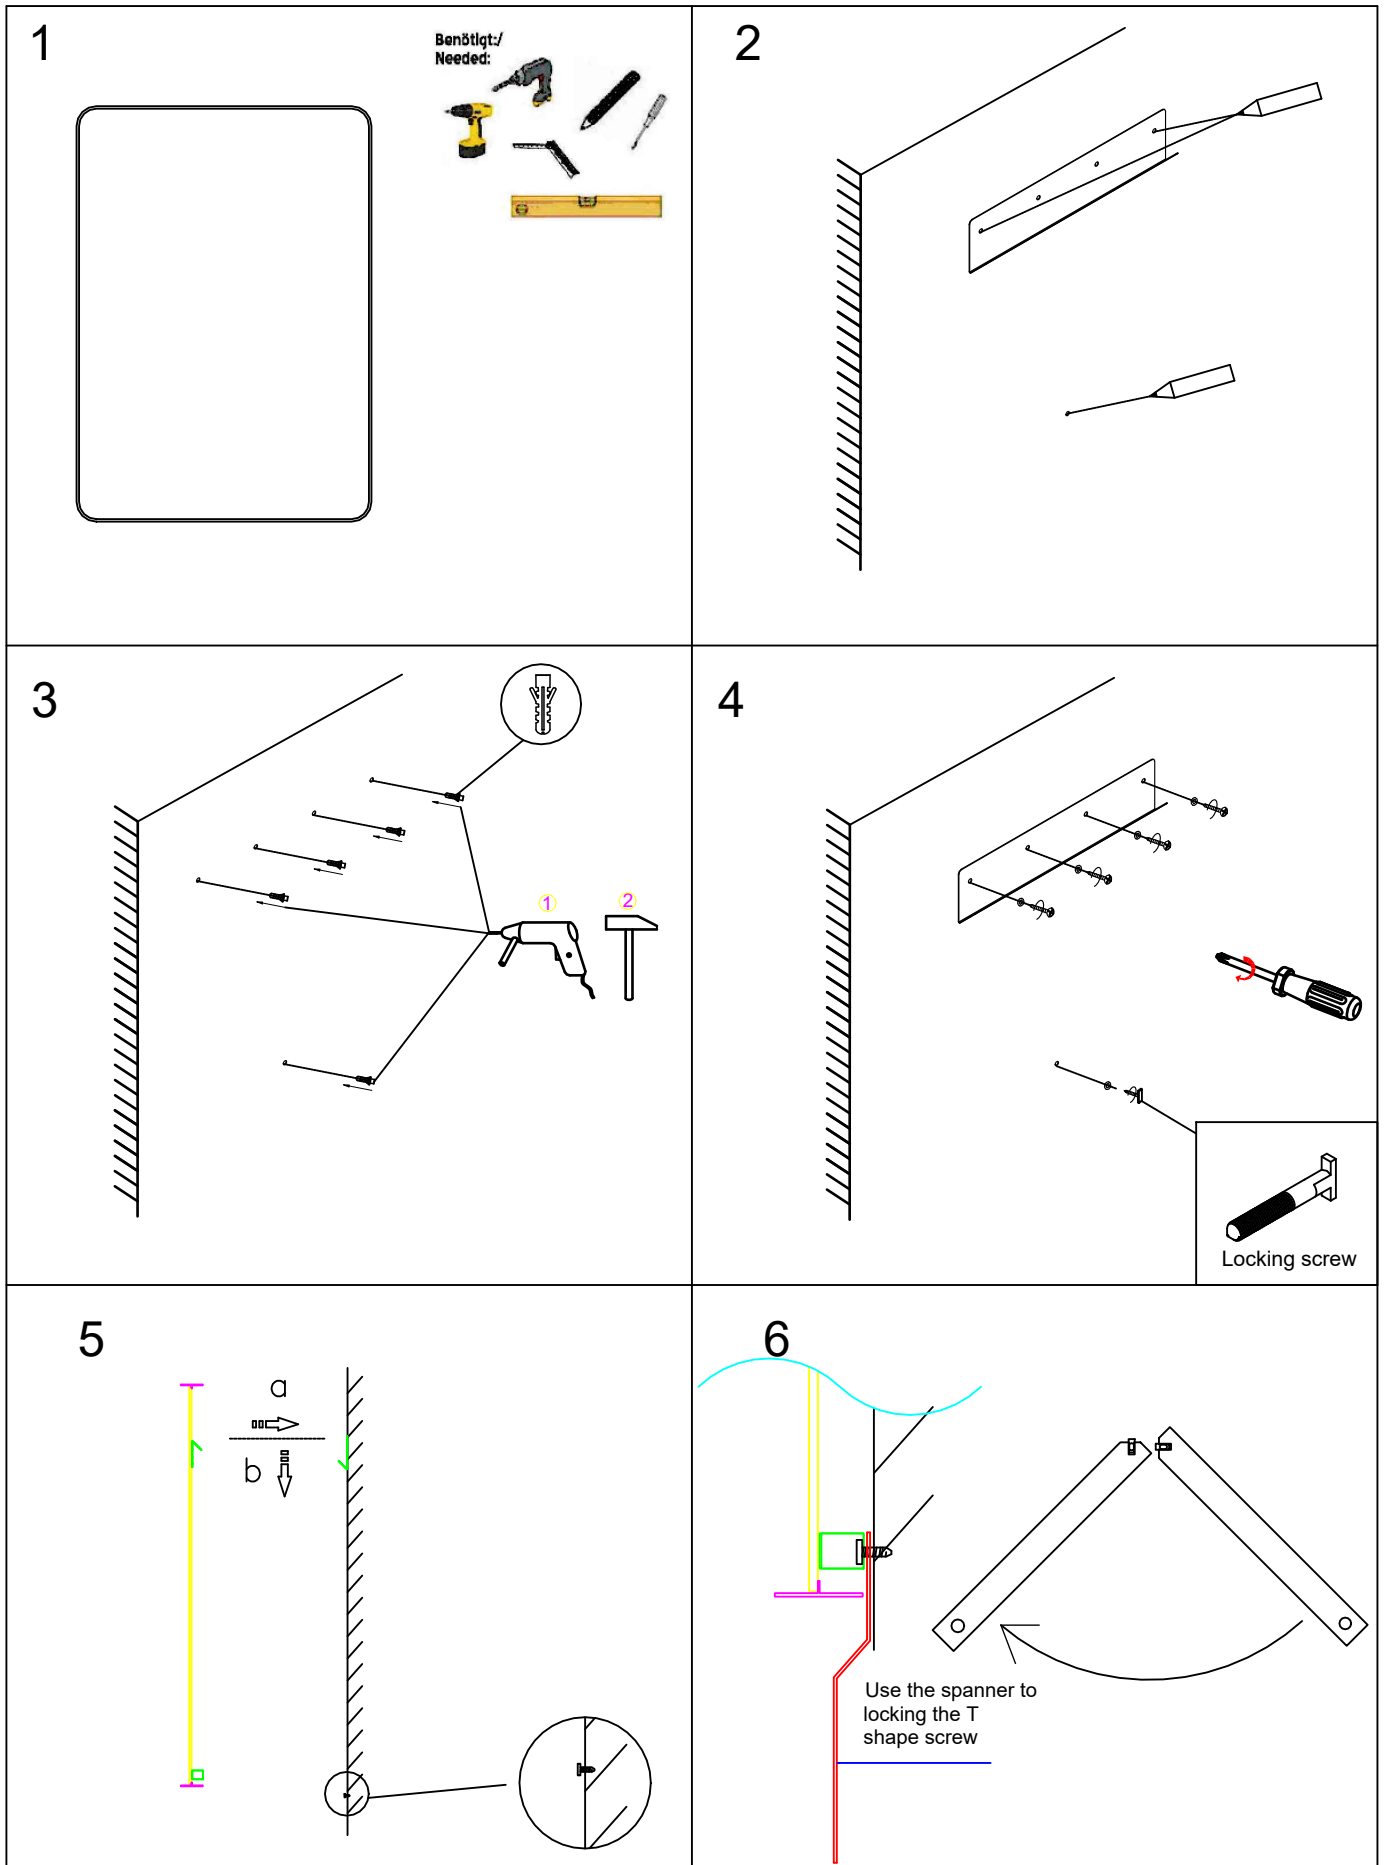 1
Benötigt:/
Needed:
2
3
1
2
4
Locking screw
5
a
b
6
Use the spanner to
locking the T
shape screw